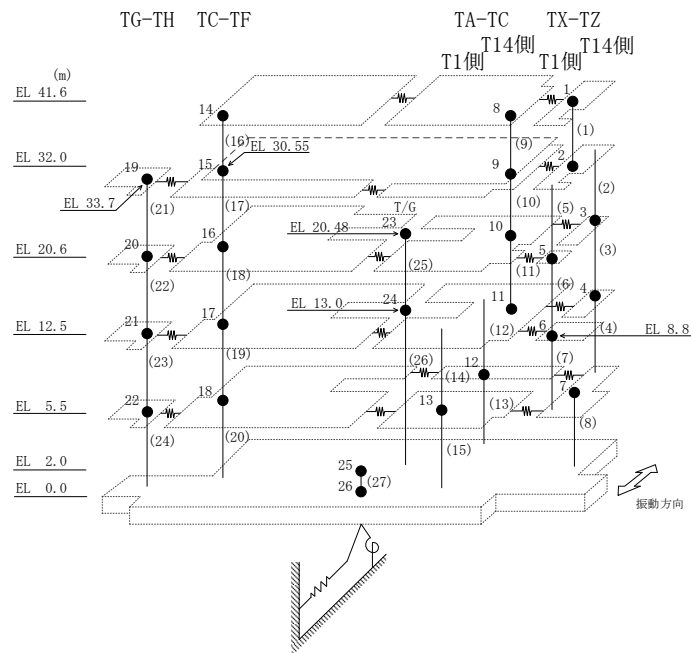 TG-TH TC-TF TA-TC TX-TZ
T14側 T14側
T1側 T1側
(m)
EL 41.6
14 8 1
(16) (9) (1)
EL 30.55
EL 32.0
19 15 9 2
EL 33.7
(21) (17) (10) (2)
T/G
EL 20.48 23 10 (5) 3
EL 20.6
20 16 (11) 5 (3)
(22) (18) (25)
EL 13.0 24 11 (6) 4
EL 12.5
21 17 (12) 6 (4) EL 8.8
(23) (19)
(26) 12 (7)
(14)
EL 5.5
22 18 13 (13) 7
(24) (20) (15) (8)
EL 2.0
25
(27)
EL 0.0
26
振動方向